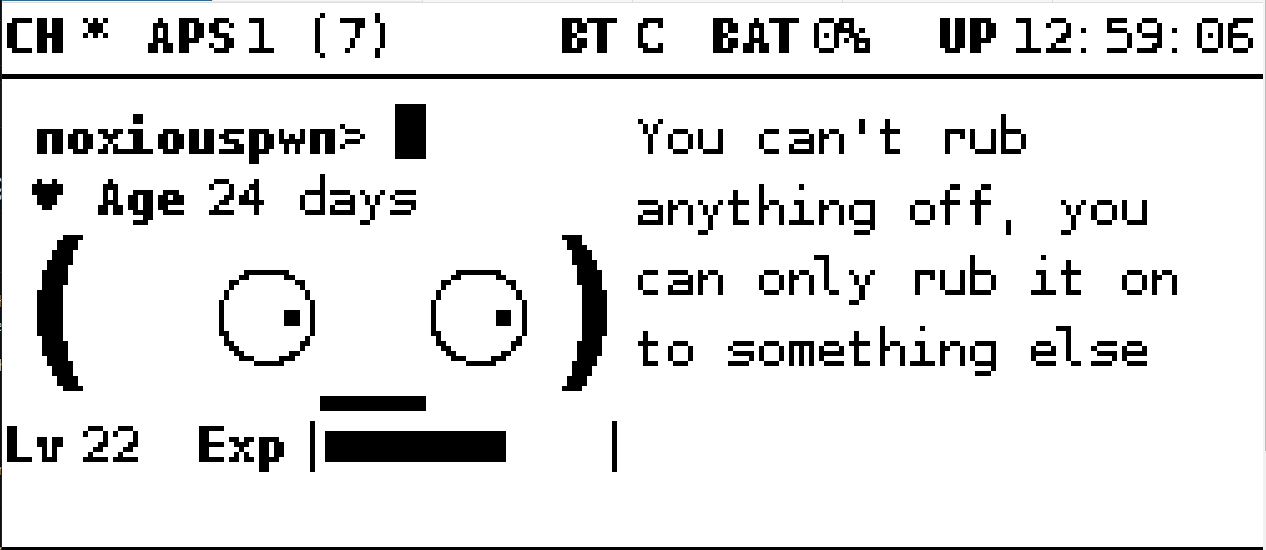 CH * APS 1 (7) BT C BAT 0% UP 12:59:06
noxiouspwn> █
♥ Age 24 days
You can't rub
anything off, you
can only rub it on
to something else
Lv 22 Exp